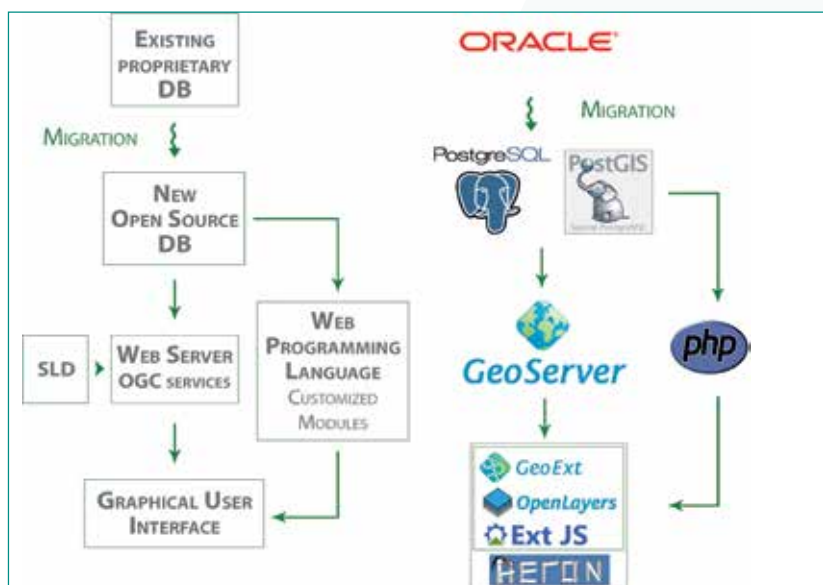 EXISTING
PROPRIETARY
DB
MIGRATION
NEW
OPEN SOURCE
DB
SLD
WEB SERVER
OGC SERVICES
WEB
PROGRAMMING
LANGUAGE
CUSTOMIZED
MODULES
GRAPHICAL USER
INTERFACE
ORACLE
MIGRATION
PostgreSQL
PostGIS
GeoServer
php
GeoExt
OpenLayers
Ext JS
HERON